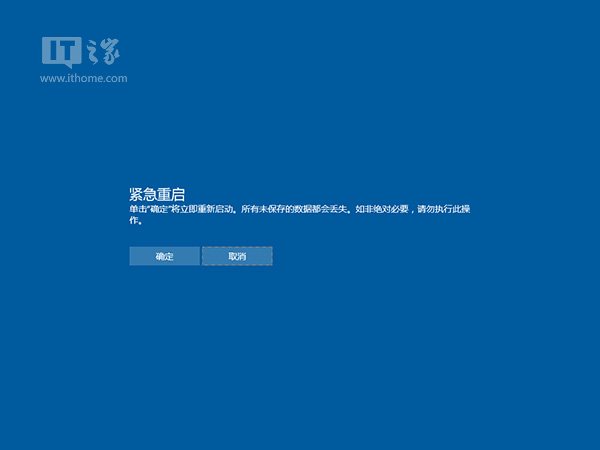 IT之家
www.ithome.com
紧急重启
单击“确定”将立即重新启动。所有未保存的数据都会丢失。如非绝对必要，请勿执行此操
作。
确定
取消